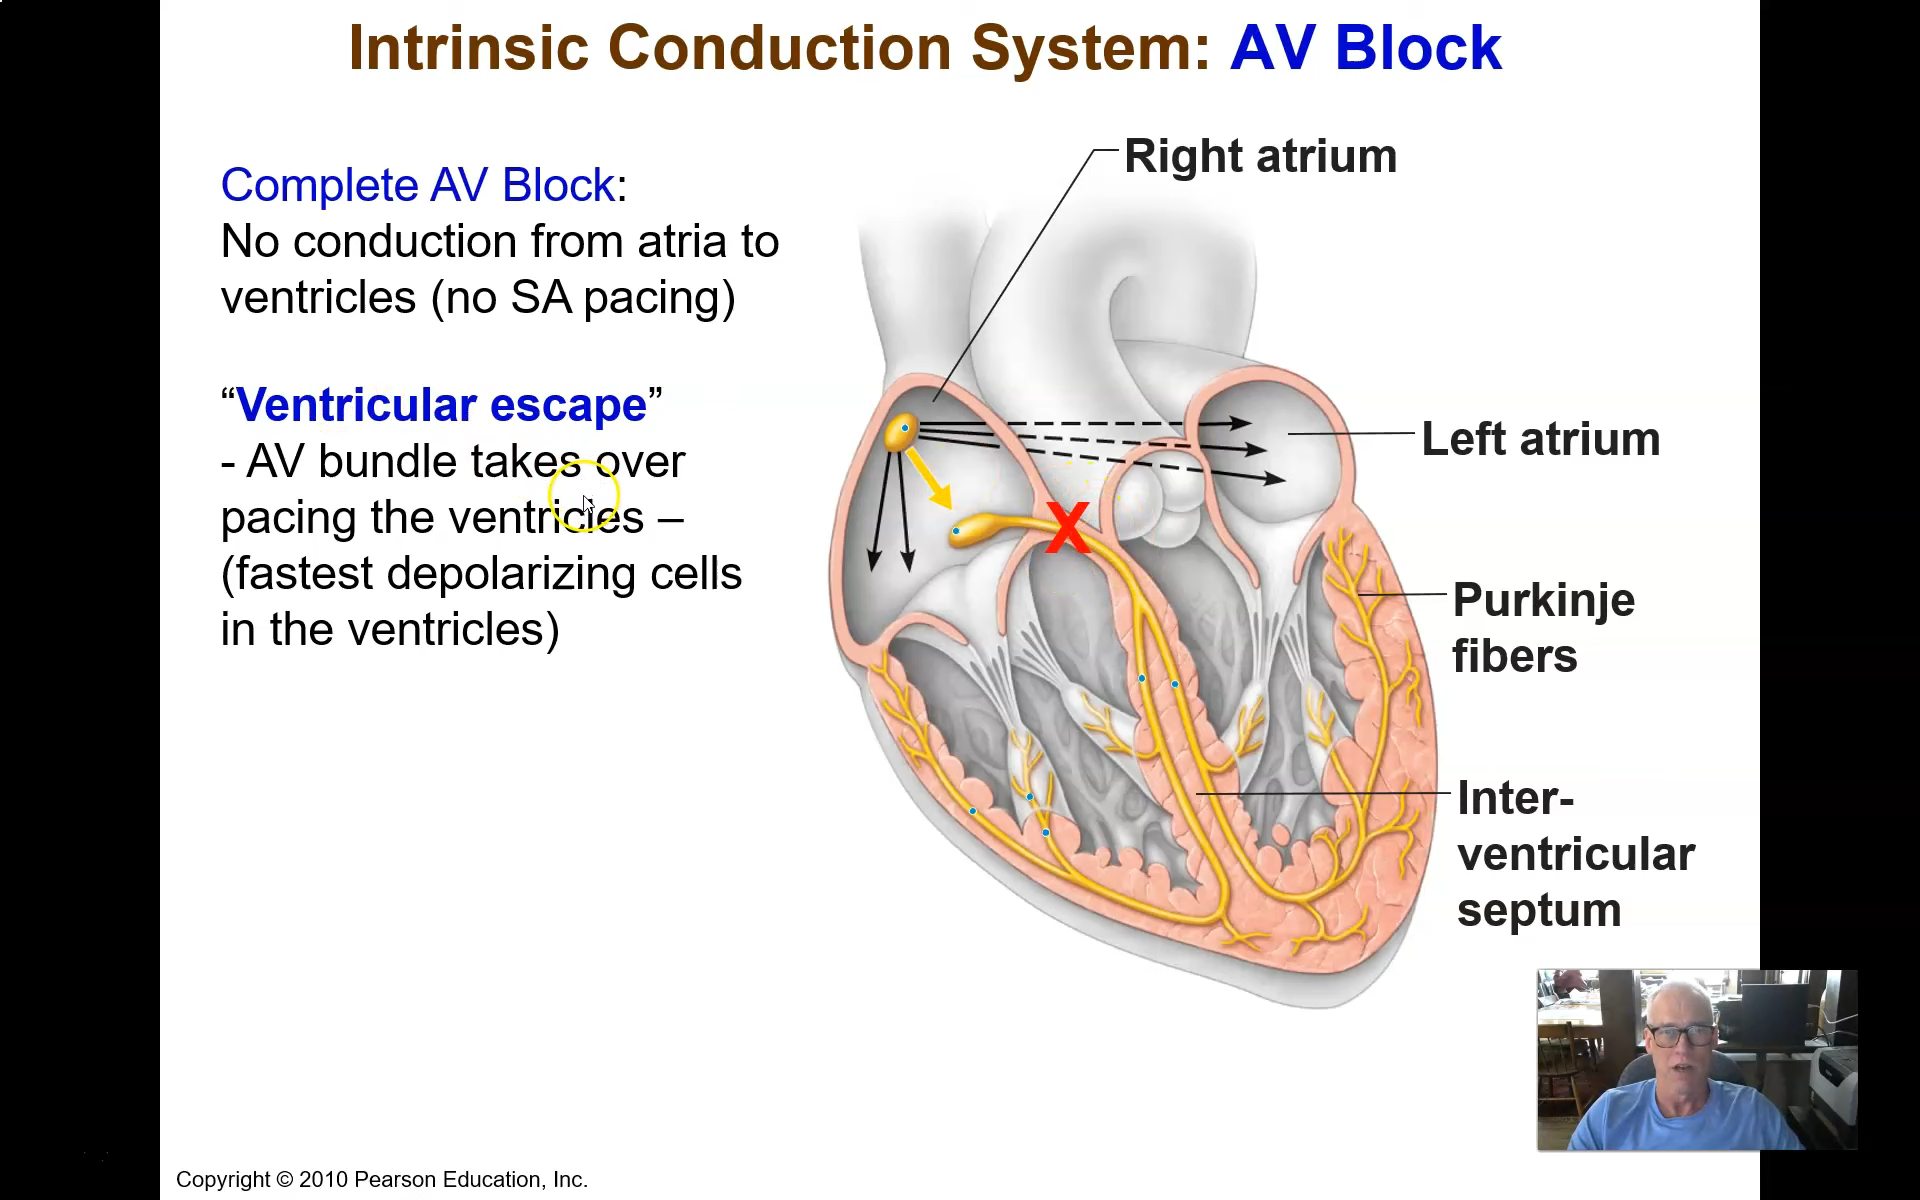 Intrinsic Conduction System: AV Block
Right atrium
Complete AV Block:
No conduction from atria to
ventricles (no SA pacing)
“Ventricular escape”
- AV bundle takes over
pacing the ventricles –
(fastest depolarizing cells
in the ventricles)
Left atrium
X
Purkinje
fibers
Inter-
ventricular
septum
Copyright © 2010 Pearson Education, Inc.